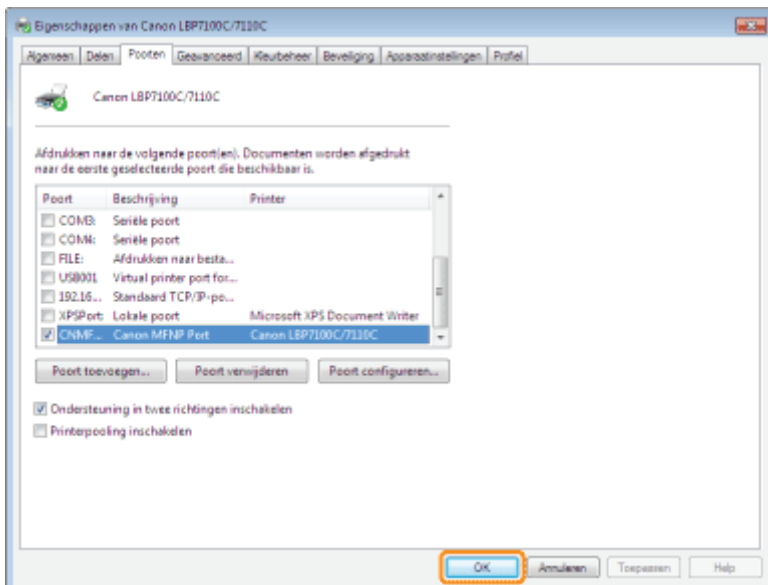 Eigenschappen van Canon LBP7100C/7110C
Algemeen Delen Poorten Geavanceerd Kleurbeheer Beveiliging Apparaatinstellingen Profiel
Canon LBP7100C/7110C
Afdrukken naar de volgende poort(en). Documenten worden afgedrukt
naar de eerste geselecteerde poort die beschikbaar is.
Poort Beschrijving Printer
COM3: Seriële poort
COM4: Seriële poort
FILE: Afdrukken naar besta...
USB001 Virtual printer port for...
192.16... Standaard TCP/IP-po...
XPSPort: Lokale poort Microsoft XPS Document Writer
CNMF... Canon MFNP Port Canon LBP7100C/7110C
Poort toevoegen... Poort verwijderen Poort configureren...
Ondersteuning in twee richtingen inschakelen
Printerpooling inschakelen
OK Annuleren Toepassen Help